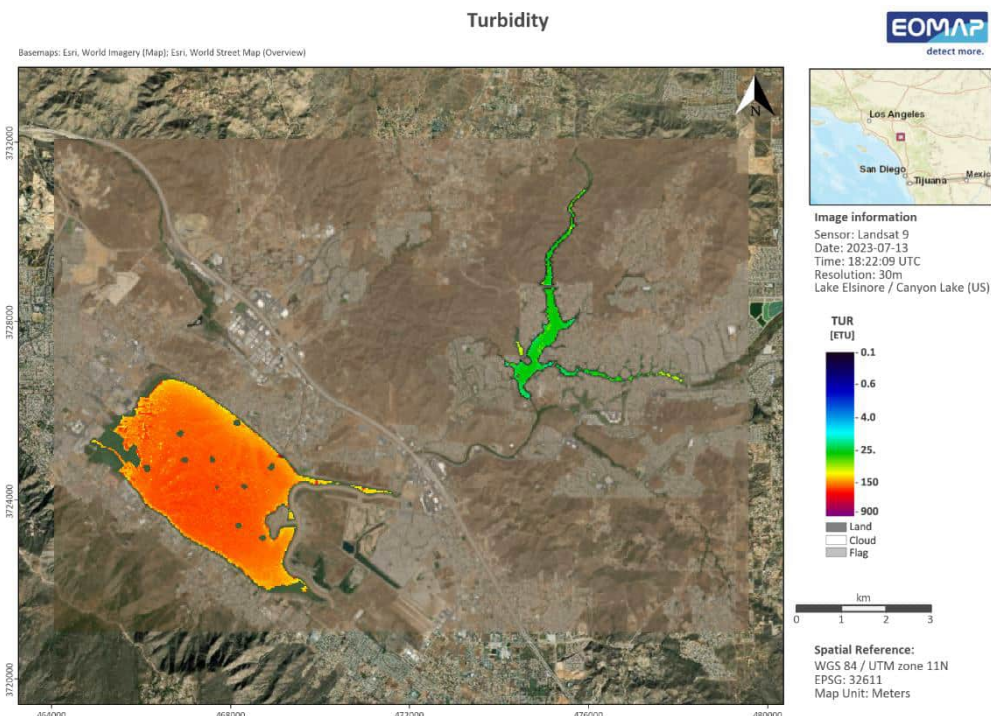 Turbidity
EOMAP
detect more.
Basemaps: Esri, World Imagery (Map); Esri, World Street Map (Overview)
N
3732000
3728000
3724000
3720000
464000
468000
472000
476000
480000
Los Angeles
San Diego
Tijuana
Mexic
Image information
Sensor: Landsat 9
Date: 2023-07-13
Time: 18:22:09 UTC
Resolution: 30m
Lake Elsinore / Canyon Lake (US)
TUR
[ETU]
0.1
0.6
4.0
25.
150
900
Land
Cloud
Flag
km
0 1 2 3
Spatial Reference:
WGS 84 / UTM zone 11N
EPSG: 32611
Map Unit: Meters